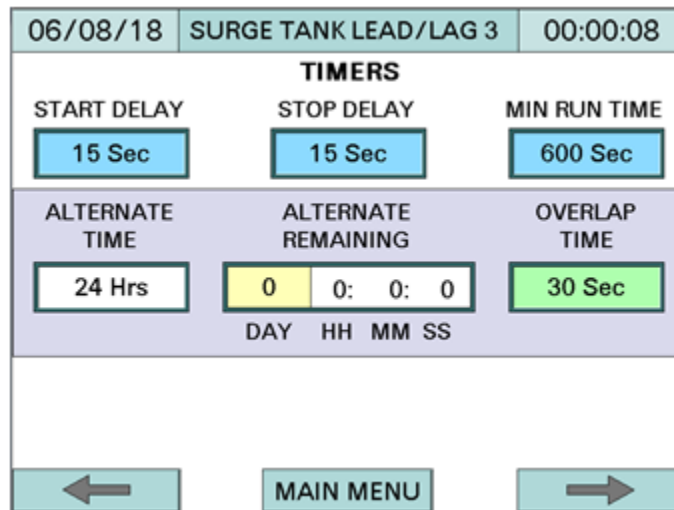 06/08/18 SURGE TANK LEAD/LAG 3 00:00:08
TIMERS
START DELAY STOP DELAY MIN RUN TIME
15 Sec 15 Sec 600 Sec
ALTERNATE TIME ALTERNATE REMAINING OVERLAP TIME
24 Hrs 0 0: 0: 0 30 Sec
DAY HH MM SS
MAIN MENU